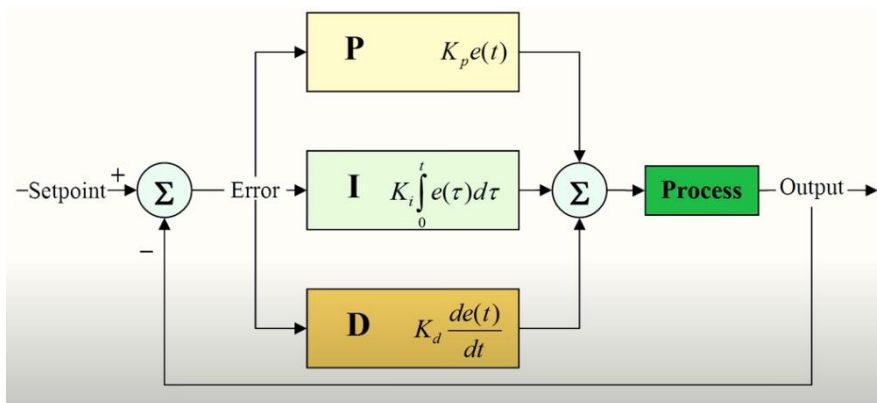 P K_p e(t)
+
–Setpoint
Σ
Error
I K_i ∫_0^t e(τ)dτ
Σ
Process
Output
−
D K_d de(t)/dt